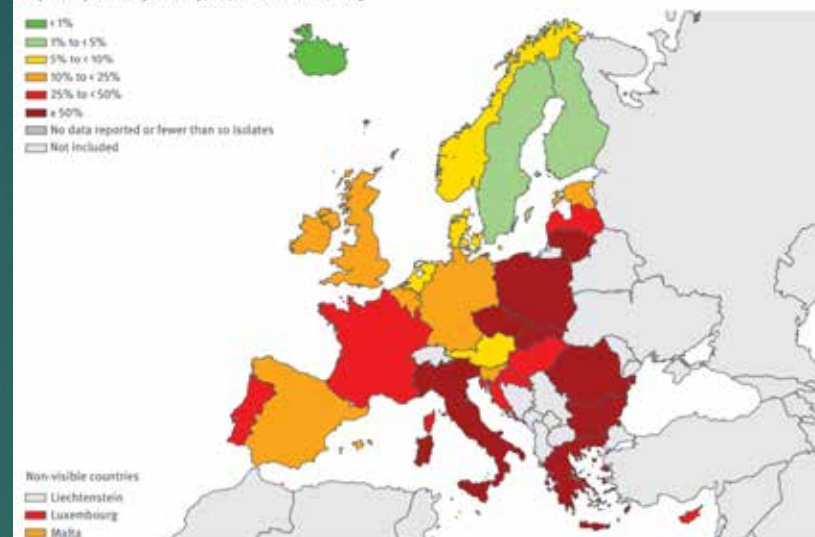 < 1%
1% to < 5%
5% to < 10%
10% to < 25%
25% to < 50%
≥ 50%
No data reported or fewer than 10 isolates
Not included
Non-visible countries
Liechtenstein
Luxembourg
Malta